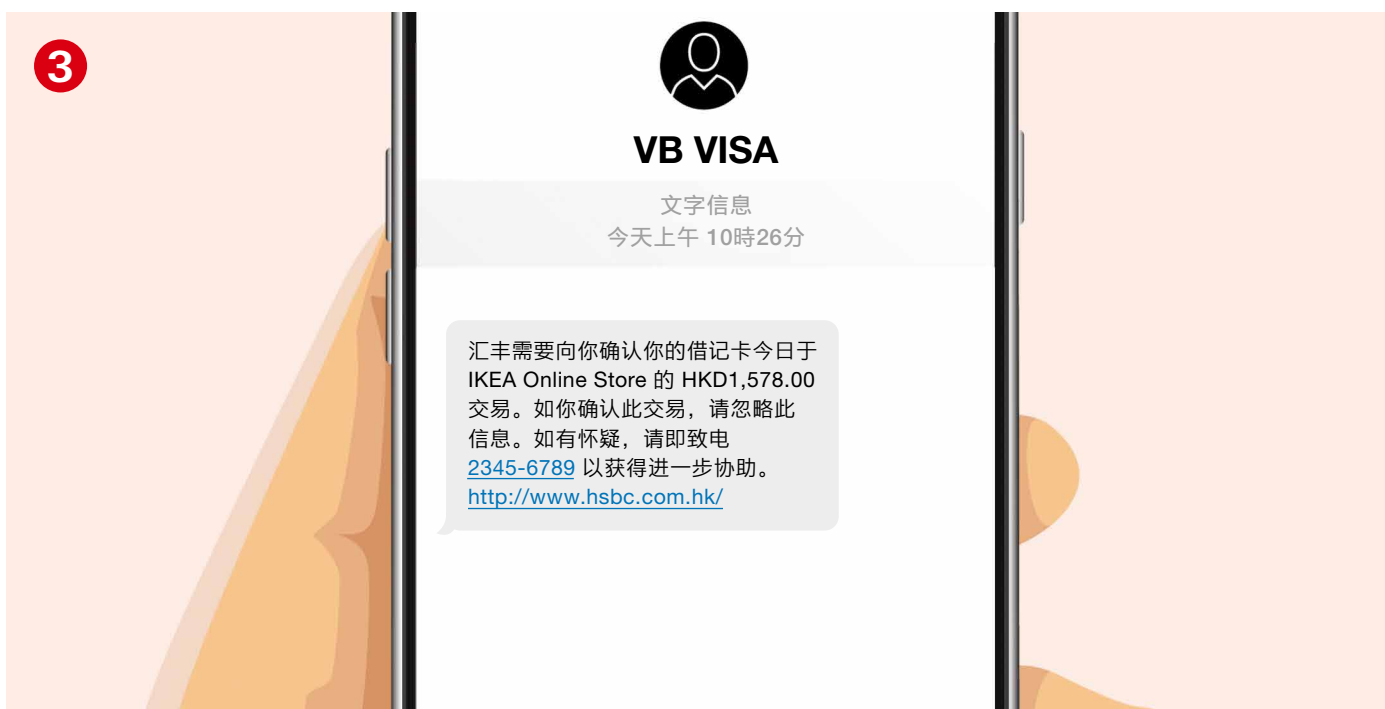 3
VB VISA
文字信息
今天上午 10時26分
汇丰需要向你确认你的借记卡今日于
IKEA Online Store 的 HKD1,578.00
交易。如你确认此交易，请忽略此
信息。如有怀疑，请即致电
2345-6789 以获得进一步协助。
http://www.hsbc.com.hk/